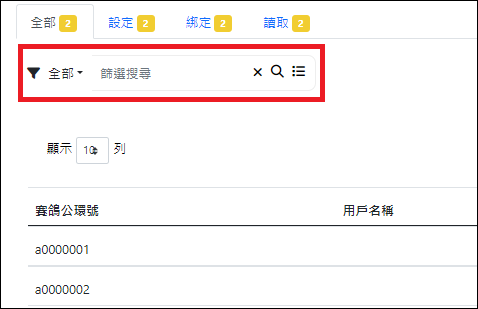 全部 2 設定 2 綁定 2 讀取 2
全部 篩選搜尋
顯示 10 列
賽鴿公環號 用戶名稱
a0000001
a0000002